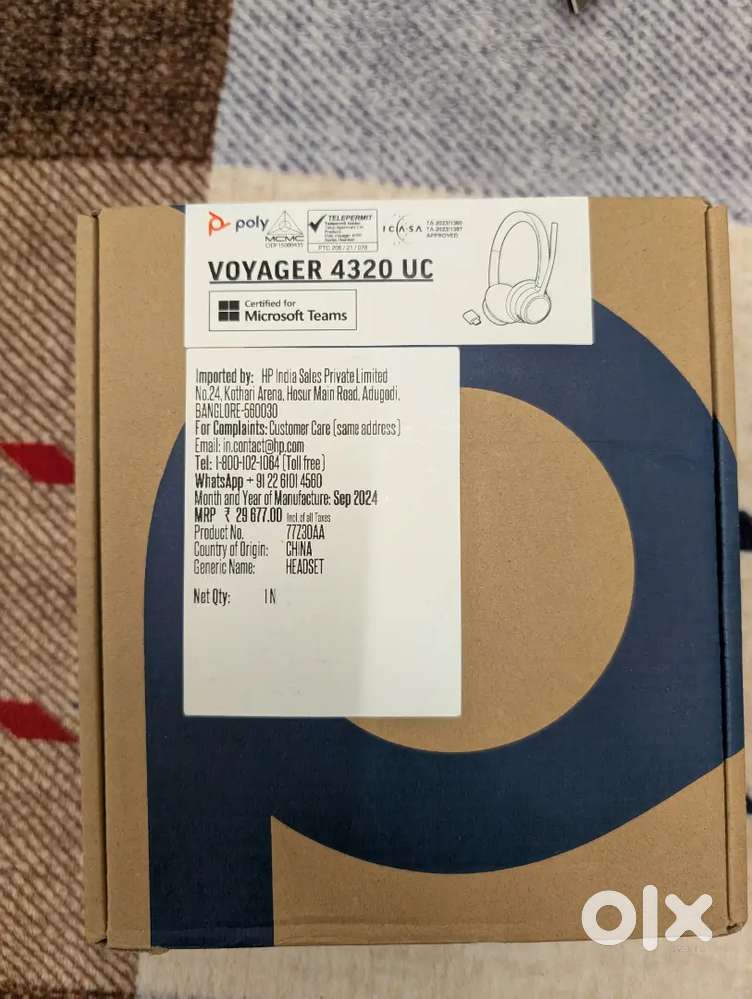 poly
MCMC
TELEPERMIT
ICASA
APPROVED
VOYAGER 4320 UC
Certified for
Microsoft Teams
Imported by: HP India Sales Private Limited
No.24, Kothari Arena, Hosur Main Road, Adugodi,
BANGLORE-560030
For Complaints: Customer Care (same address)
Email: in.contact@hp.com
Tel: 1-800-102-1064 (Toll free)
WhatsApp + 91 22 6101 4560
Month and Year of Manufacture: Sep 2024
MRP ₹ 29 677.00 Incl. of all Taxes
Product No. 77Z30AA
Country of Origin: CHINA
Generic Name: HEADSET
Net Qty: 1 N
olx